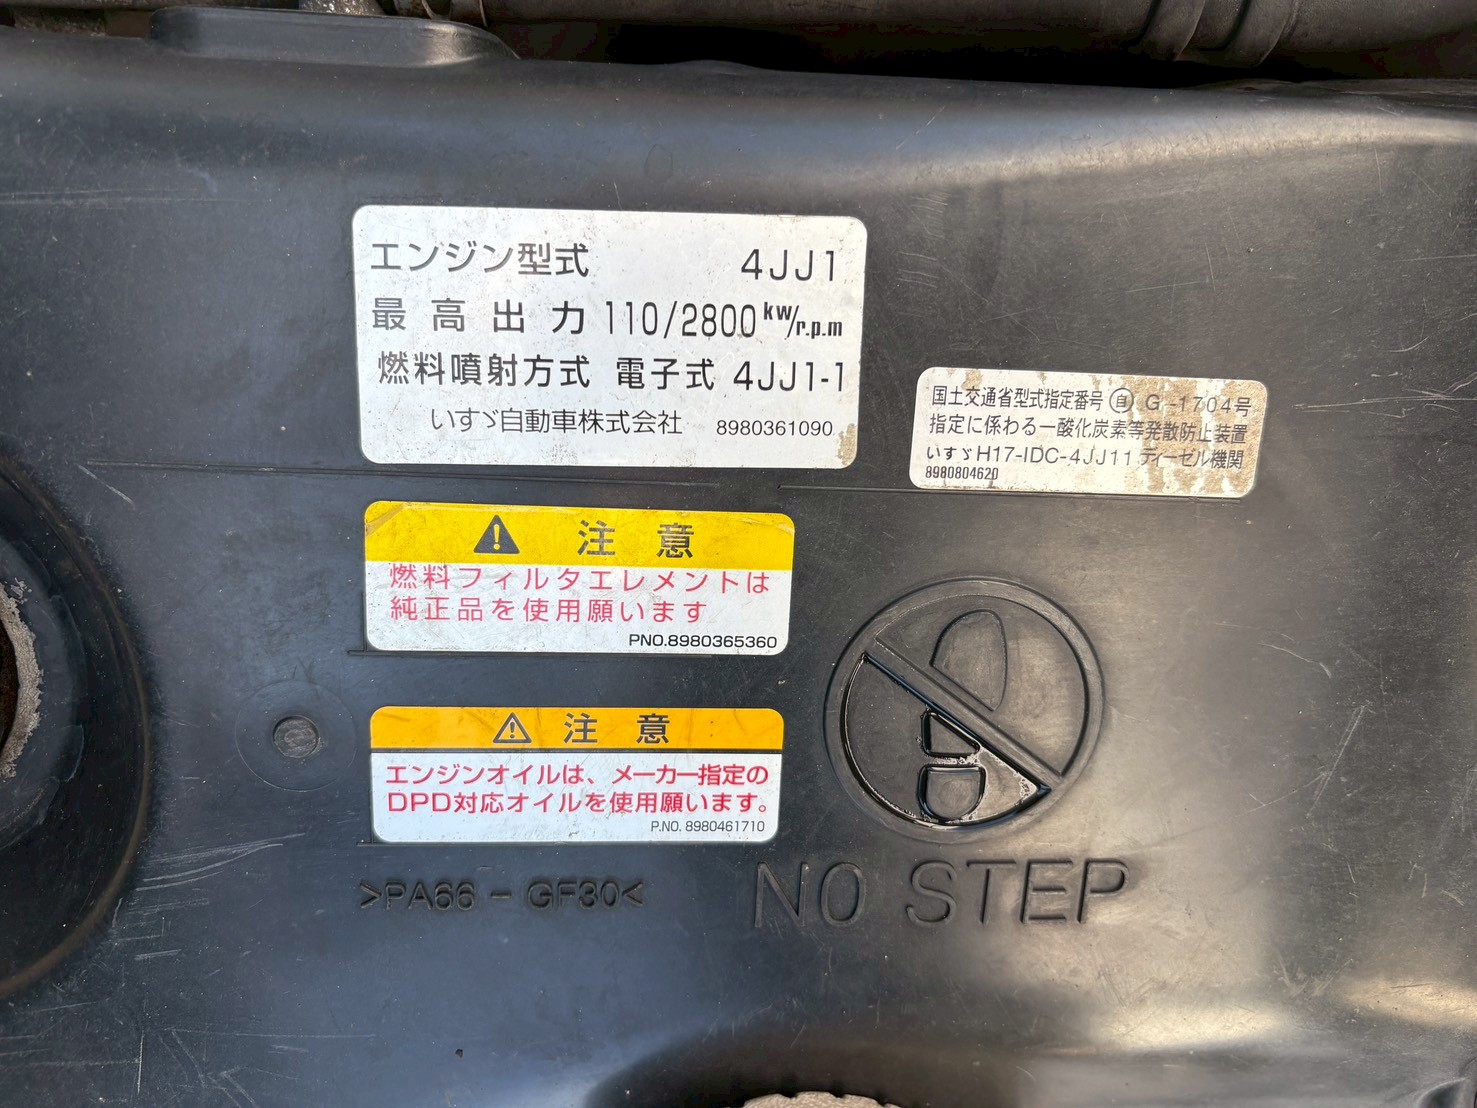 エンジン型式 4JJ1
最高出力 110/2800 kw/r.p.m
燃料噴射方式 電子式 4JJ1-1
いすゞ自動車株式会社 8980361090
国土交通省型式指定番号 自 G-1704号
指定に係わる一酸化炭素等発散防止装置
いすゞH17-IDC-4JJ11 ディーゼル機関
8980804620
注意
燃料フィルタエレメントは
純正品を使用願います
PNO.8980365360
注意
エンジンオイルは、メーカー指定の
DPD対応オイルを使用願います。
P.NO. 8980461710
>PA66-GF30<
NO STEP